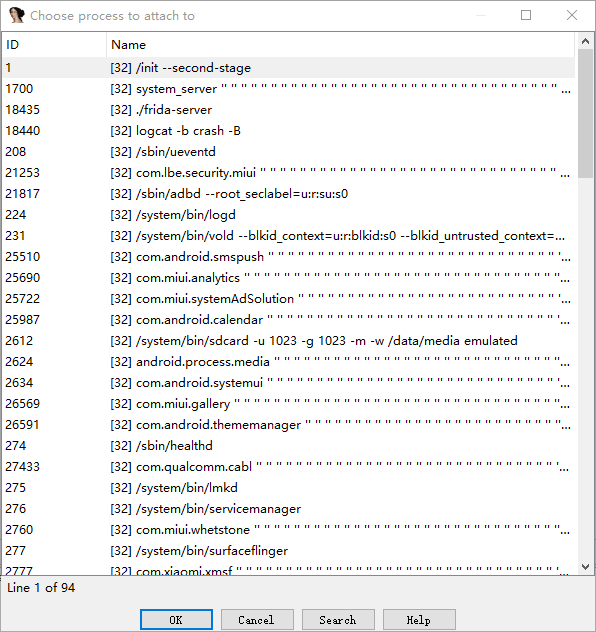 Choose process to attach to
ID Name
1 [32] /init --second-stage
1700 [32] system_server " " " " " " " " " " " " " " " " " " " " " " " " " " " " " " " " " " ...
18435 [32] ./frida-server
18440 [32] logcat -b crash -B
208 [32] /sbin/ueventd
21253 [32] com.lbe.security.miui " " " " " " " " " " " " " " " " " " " " " " " " " " " " " " ...
21817 [32] /sbin/adbd --root_seclabel=u:r:su:s0
224 [32] /system/bin/logd
231 [32] /system/bin/vold --blkid_context=u:r:blkid:s0 --blkid_untrusted_context=...
25510 [32] com.android.smspush " " " " " " " " " " " " " " " " " " " " " " " " " " " " " '...
25690 [32] com.miui.analytics " " " " " " " " " " " " " " " " " " " " " " " " " " " " " "...
25722 [32] com.miui.systemAdSolution " " " " " " " " " " " " " " " " " " " " " " " " " " '...
25987 [32] com.android.calendar " " " " " " " " " " " " " " " " " " " " " " " " " " " " " '...
2612 [32] /system/bin/sdcard -u 1023 -g 1023 -m -w /data/media emulated
2624 [32] android.process.media " " " " " " " " " " " " " " " " " " " " " " " " " " " " "...
2634 [32] com.android.systemui " " " " " " " " " " " " " " " " " " " " " " " " " " " " " '...
26569 [32] com.miui.gallery " " " " " " " " " " " " " " " " " " " " " " " " " " " " " " " " "...
26591 [32] com.android.thememanager " " " " " " " " " " " " " " " " " " " " " " " " " "...
274 [32] /sbin/healthd
27433 [32] com.qualcomm.cabl " " " " " " " " " " " " " " " " " " " " " " " " " " " " " " '...
275 [32] /system/bin/lmkd
276 [32] /system/bin/servicemanager
2760 [32] com.miui.whetstone " " " " " " " " " " " " " " " " " " " " " " " " " " " " " " "...
277 [32] /system/bin/surfaceflinger
2777 [32] com.xiaomi.xmsf " " " " " " " " " " " " " " " " " " " " " " " " " " " " " " " " '...
Line 1 of 94
OK Cancel Search Help